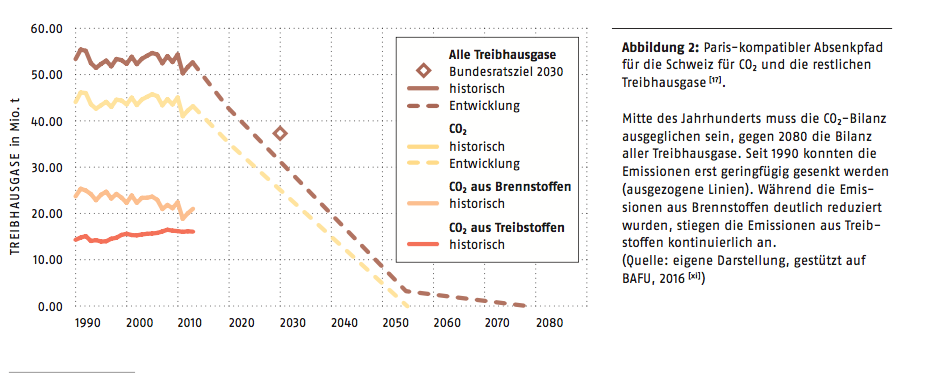 TREIBHAUSGASE in Mio. t
60.00
50.00
40.00
30.00
20.00
10.00
0.00
1990 2000 2010 2020 2030 2040 2050 2060 2070 2080
Alle Treibhausgase
Bundesratsziel 2030
historisch
Entwicklung
CO₂
historisch
Entwicklung
CO₂ aus Brennstoffen
historisch
CO₂ aus Treibstoffen
historisch
Abbildung 2: Paris-kompatibler Absenkpfad
für die Schweiz für CO₂ und die restlichen
Treibhausgase [17].
Mitte des Jahrhunderts muss die CO₂-Bilanz
ausgeglichen sein, gegen 2080 die Bilanz
aller Treibhausgase. Seit 1990 konnten die
Emissionen erst geringfügig gesenkt werden
(ausgezogene Linien). Während die Emis-
sionen aus Brennstoffen deutlich reduziert
wurden, stiegen die Emissionen aus Treib-
stoffen kontinuierlich an.
(Quelle: eigene Darstellung, gestützt auf
BAFU, 2016 [xi])